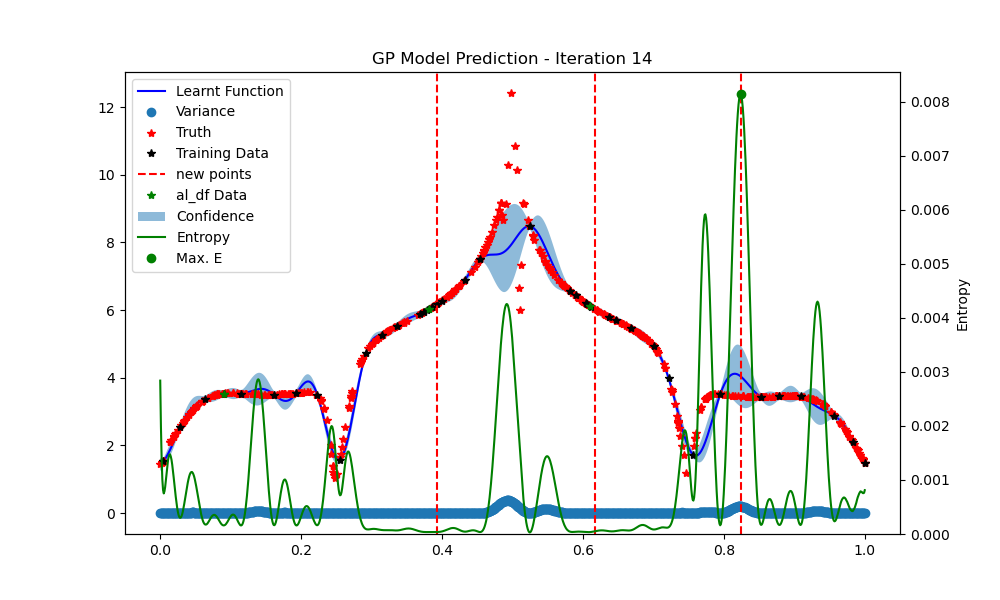 GP Model Prediction - Iteration 14
Learnt Function
Variance
Truth
Training Data
new points
al_df Data
Confidence
Entropy
Max. E
12
10
8
6
4
2
0
0.0
0.2
0.4
0.6
0.8
1.0
0.008
0.007
0.006
0.005
0.004
0.003
0.002
0.001
0.000
Entropy